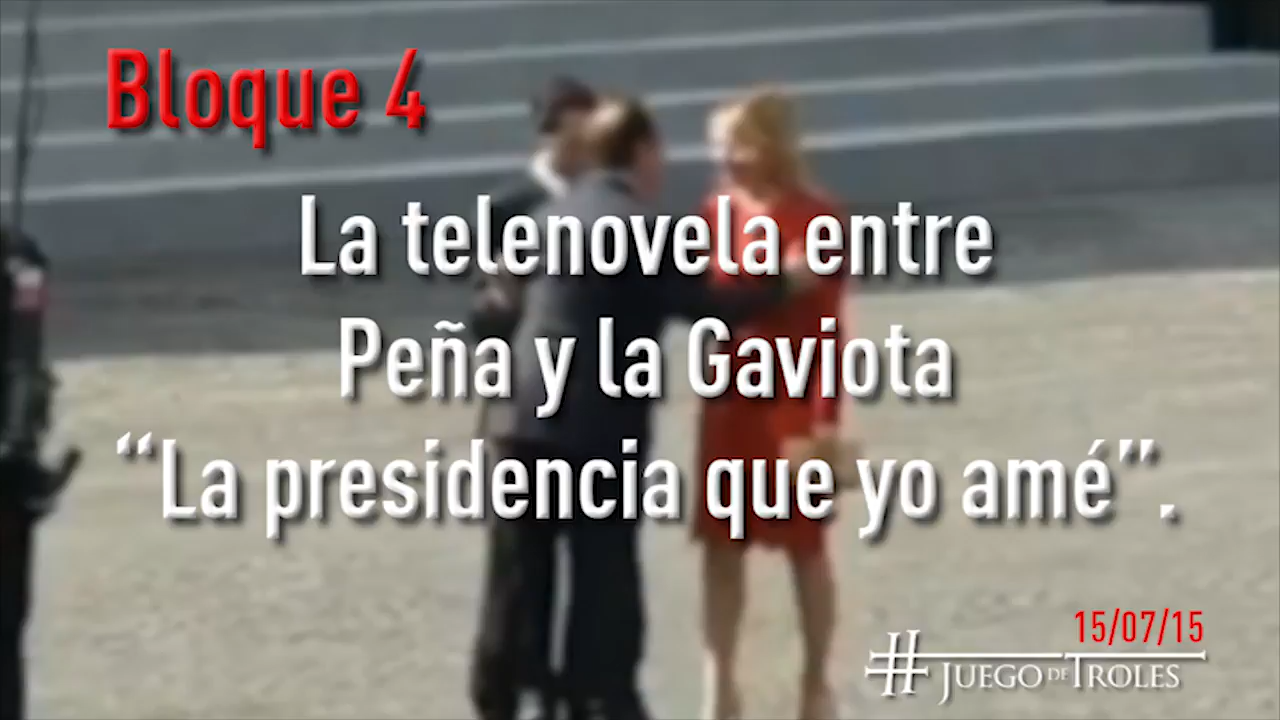 Bloque 4
La telenovela entre
Peña y la Gaviota
“La presidencia que yo amé”.
15/07/15
#JUEGO DE TROLES